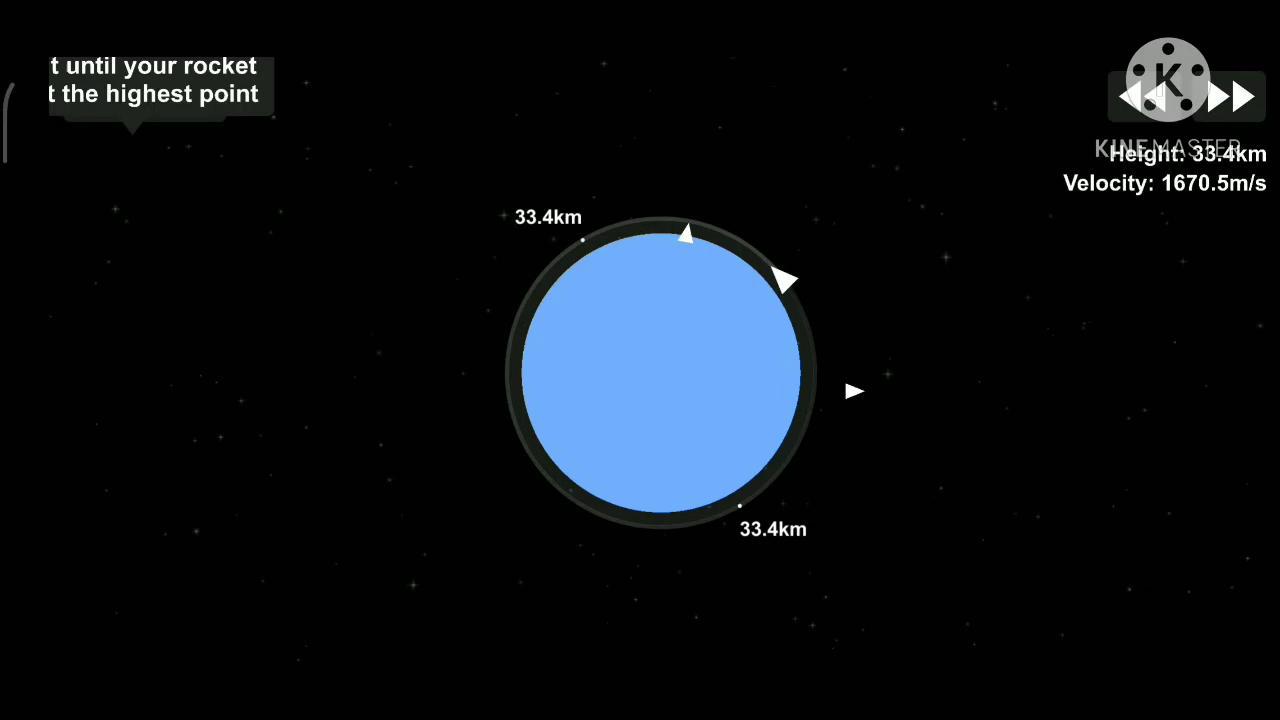 t until your rocket
t the highest point
K
KINEMASTER
Height: 33.4km
Velocity: 1670.5m/s
33.4km
33.4km